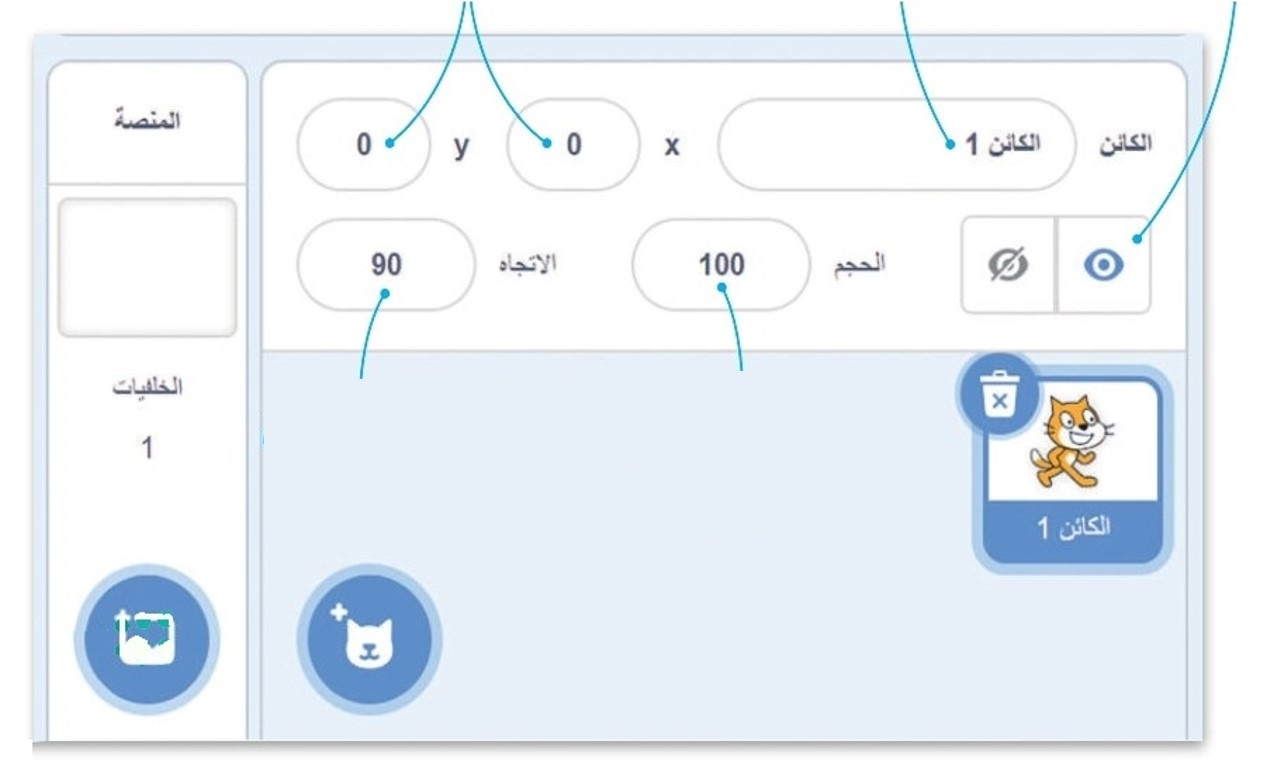 الكائن الكائن 1 x 0 y 0
الحجم 100 الاتجاه 90
الكائن 1
المنصة
الخلفيات
1